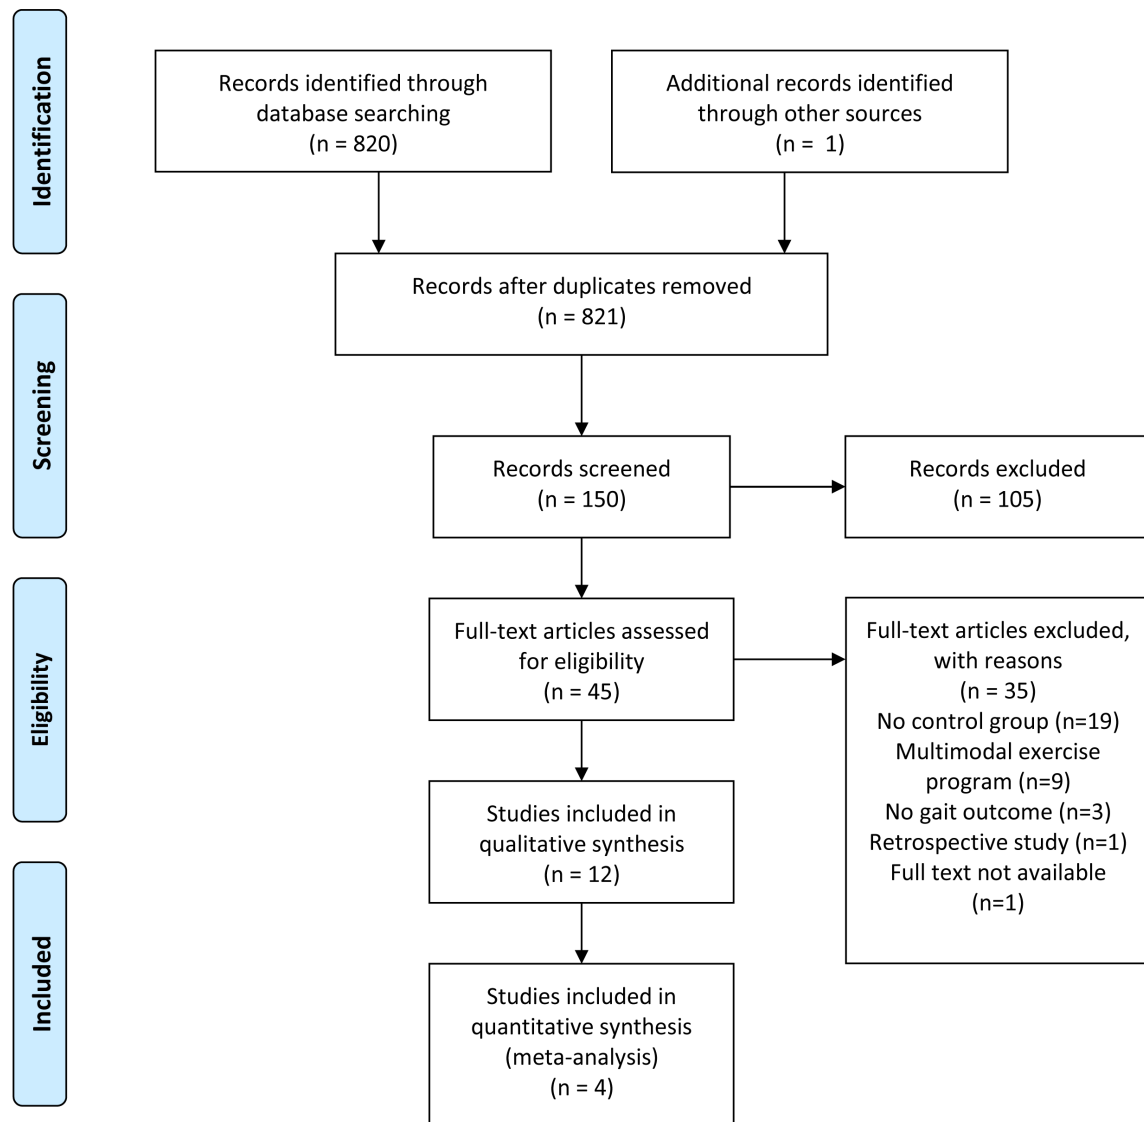 Identification
Records identified through
database searching
(n = 820)
Additional records identified
through other sources
(n =  1)
Records after duplicates removed
(n = 821)
Screening
Records screened
(n = 150)
Records excluded
(n = 105)
Eligibility
Full-text articles assessed
for eligibility
(n = 45)
Full-text articles excluded,
with reasons
(n = 35)
No control group (n=19)
Multimodal exercise
program (n=9)
No gait outcome (n=3)
Retrospective study (n=1)
Full text not available
(n=1)
Studies included in
qualitative synthesis
(n = 12)
Included
Studies included in
quantitative synthesis
(meta-analysis)
(n = 4)